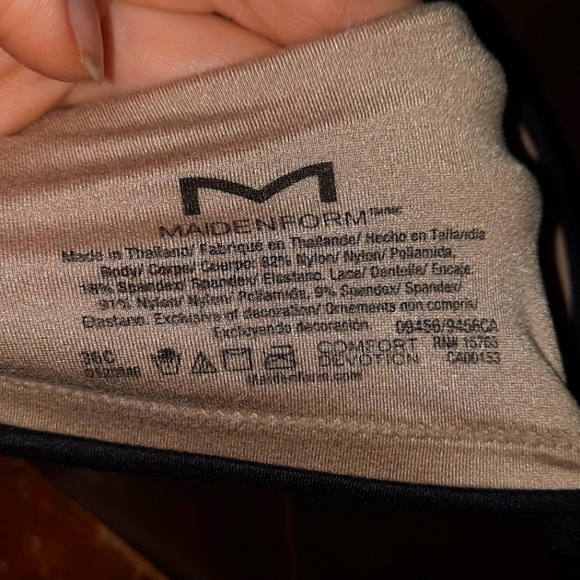 MAIDENFORM
Made in Thailand/ Fabriqué en Thaïlande/ Hecho en Tailandia
Body/ Corps/ Cuerpo: 82% Nylon/ Nylon/ Poliamida,
18% Spandex/ Spandex/ Elastano. Lace/ Dentelle/ Encaje:
91% Nylon/ Nylon/ Poliamida, 9% Spandex/ Spandex/
Elastano. Exclusive of decoration/ Ornements non compris/
Excluyendo decoración. 09456/9456CA
36C COMFORT RN# 15763
DEVOTION CA00153
Maidenform.com